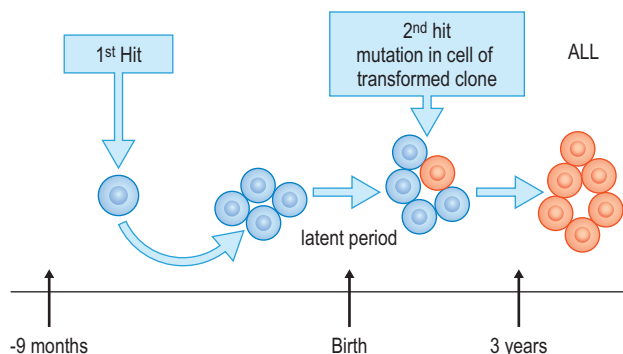 1st Hit
2nd hit
mutation in cell of
transformed clone
ALL
latent period
-9 months
Birth
3 years